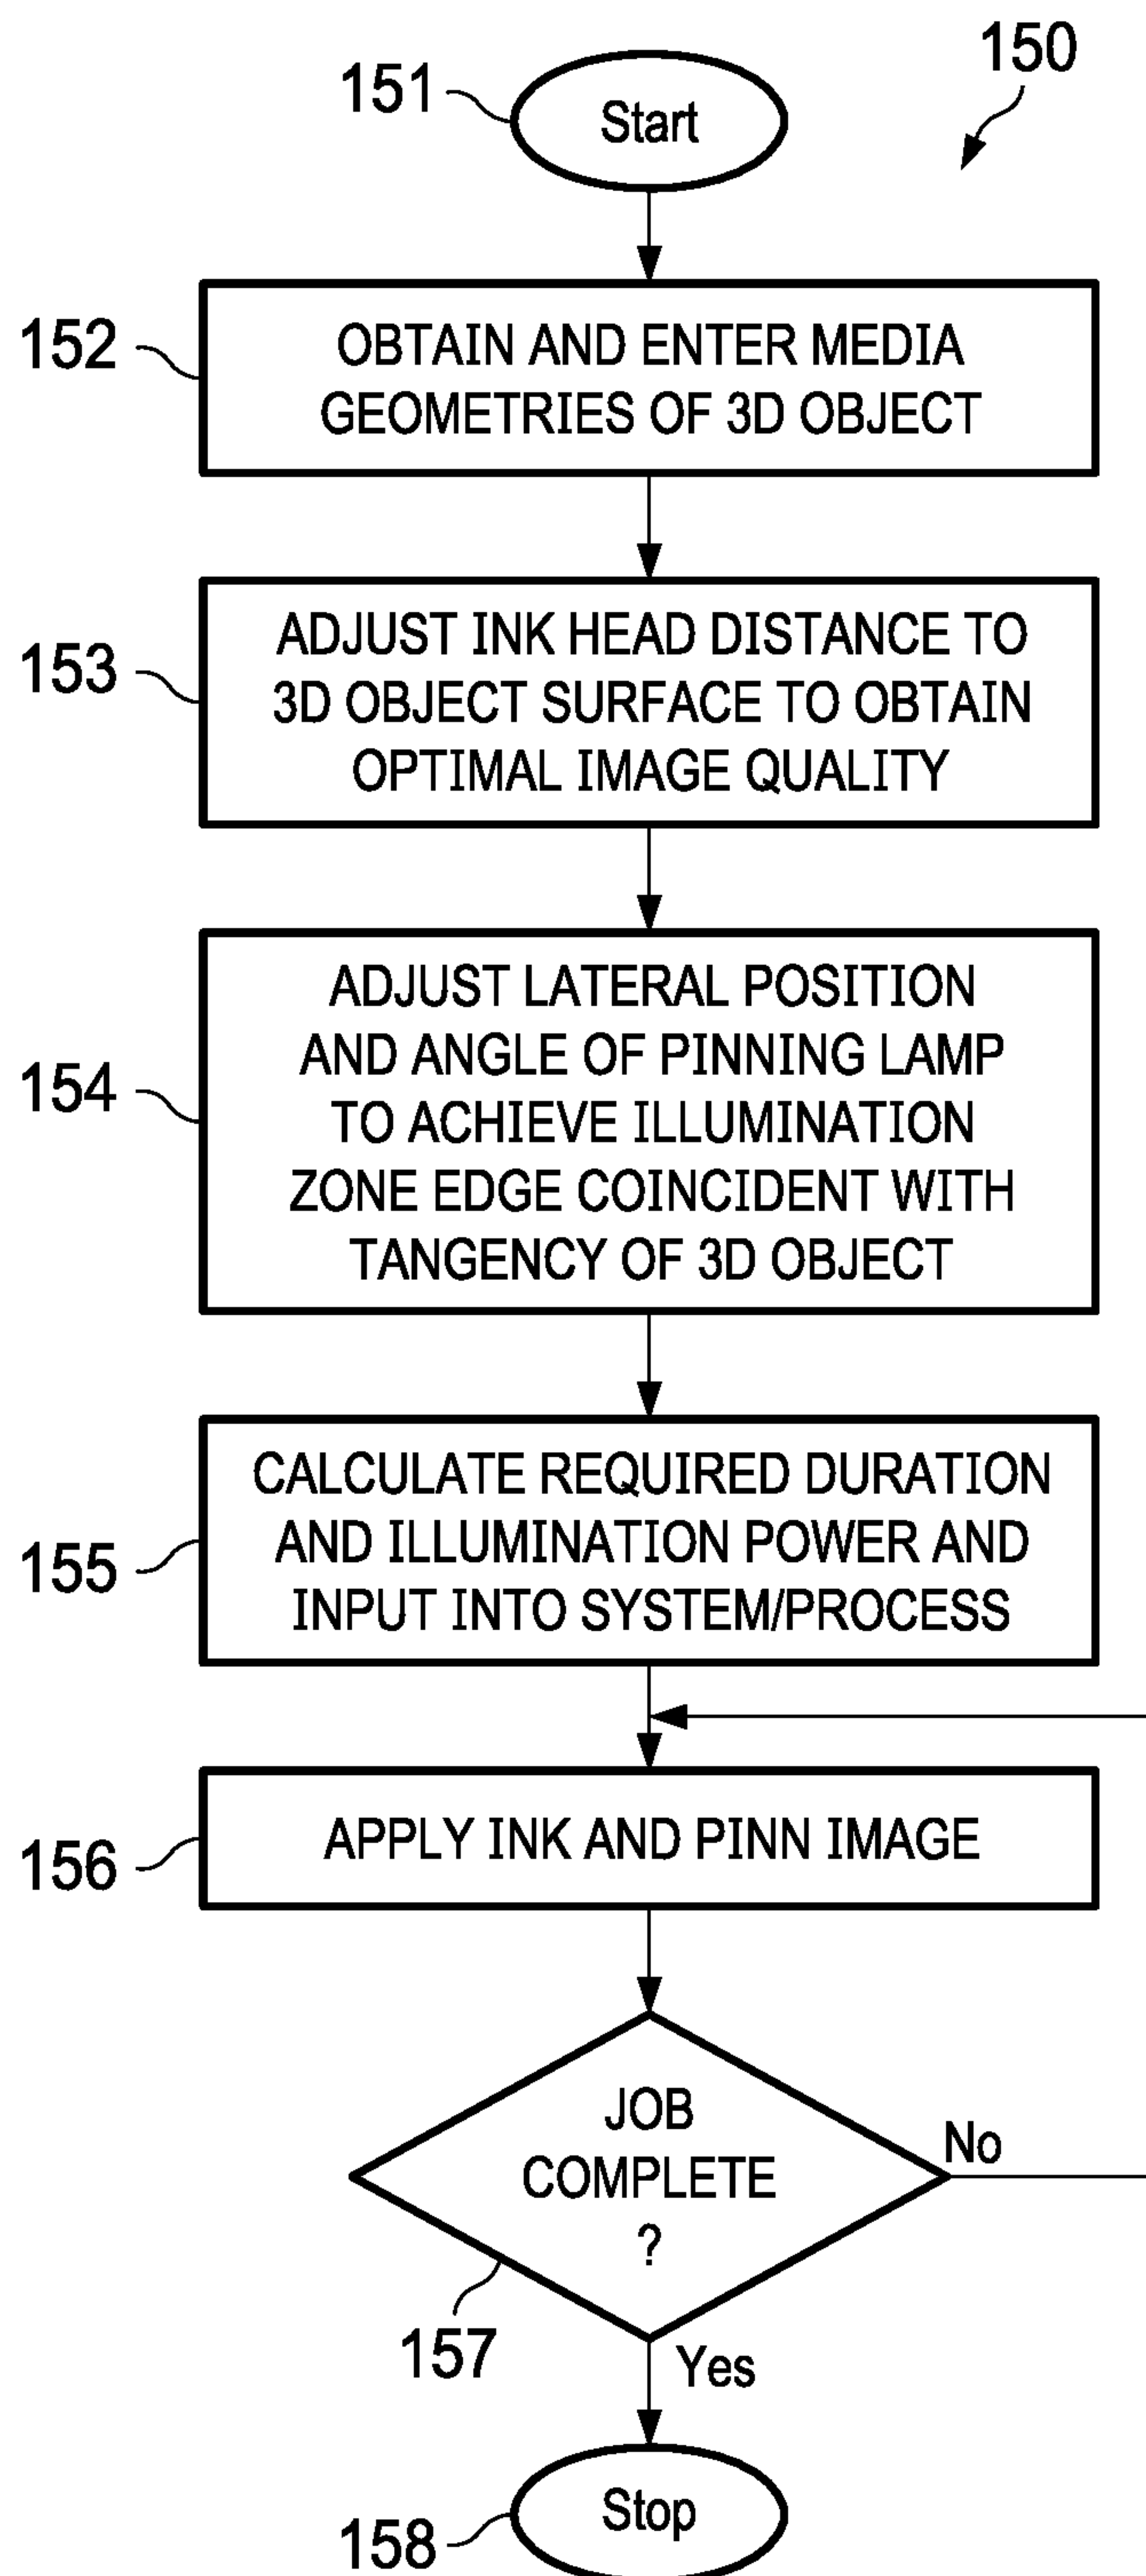 150
151
Start
152
OBTAIN AND ENTER MEDIA
GEOMETRIES OF 3D OBJECT
153
ADJUST INK HEAD DISTANCE TO
3D OBJECT SURFACE TO OBTAIN
OPTIMAL IMAGE QUALITY
154
ADJUST LATERAL POSITION
AND ANGLE OF PINNING LAMP
TO ACHIEVE ILLUMINATION
ZONE EDGE COINCIDENT WITH
TANGENCY OF 3D OBJECT
155
CALCULATE REQUIRED DURATION
AND ILLUMINATION POWER AND
INPUT INTO SYSTEM/PROCESS
156
APPLY INK AND PINN IMAGE
JOB
COMPLETE
?
No
157
Yes
158
Stop